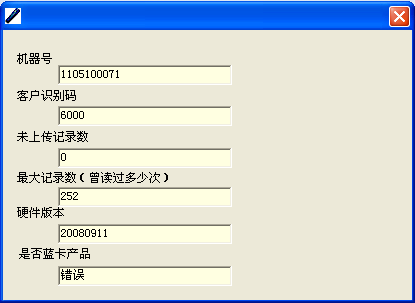 机器号
1105100071
客户识别码
6000
未上传记录数
0
最大记录数(曾读过多少次)
252
硬件版本
20080911
是否蓝卡产品
错误